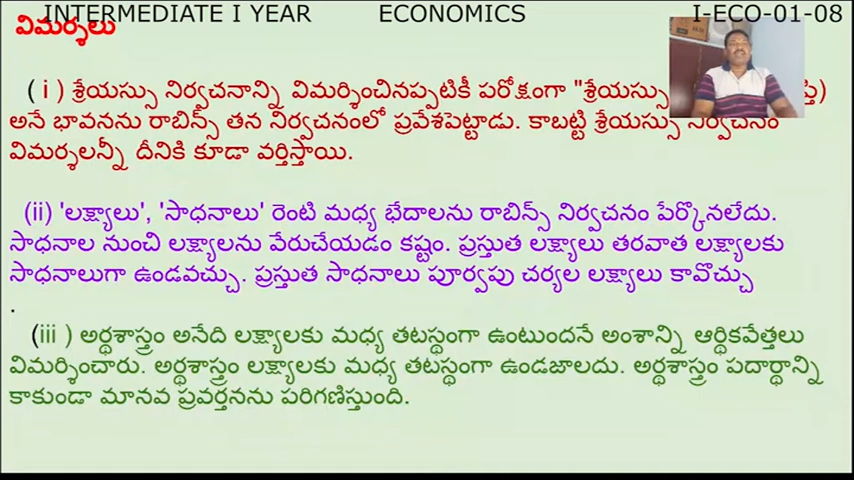 INTERMEDIATE I YEAR ECONOMICS I-ECO-01-08
విమర్శలు
( i ) శ్రేయస్సు నిర్వచనాన్ని విమర్శించినప్పటికీ పరోక్షంగా "శ్రేయస్సు
అనే భావనను రాబిన్స్ తన నిర్వచనంలో ప్రవేశపెట్టాడు. కాబట్టి శ్రేయస్సు నిర్వచనం
విమర్శలన్నీ దీనికి కూడా వర్తిస్తాయి.
(ii) 'లక్ష్యాలు', 'సాధనాలు' రెంటి మధ్య భేదాలను రాబిన్స్ నిర్వచనం పేర్కొనలేదు.
సాధనాల నుంచి లక్ష్యాలను వేరుచేయడం కష్టం. ప్రస్తుత లక్ష్యాలు తరవాత లక్ష్యాలకు
సాధనాలుగా ఉండవచ్చు. ప్రస్తుత సాధనాలు పూర్వపు చర్యల లక్ష్యాలు కావొచ్చు
.
(iii ) అర్థశాస్త్రం అనేది లక్ష్యాలకు మధ్య తటస్థంగా ఉంటుందనే అంశాన్ని ఆర్థికవేత్తలు
విమర్శించారు. అర్థశాస్త్రం లక్ష్యాలకు మధ్య తటస్థంగా ఉండజాలదు. అర్థశాస్త్రం పదార్థాన్ని
కాకుండా మానవ ప్రవర్తనను పరిగణిస్తుంది.